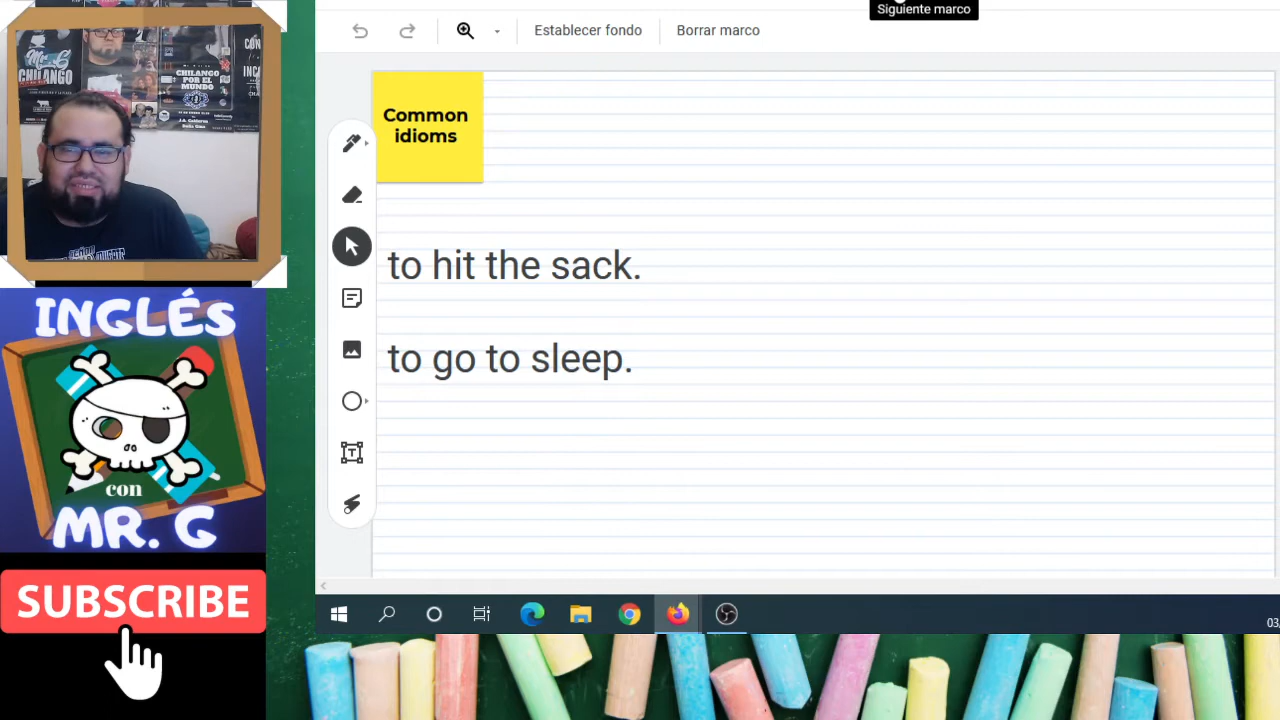 Siguiente marco
Establecer fondo
Borrar marco
Common
idioms
to hit the sack.
to go to sleep.
CHILANGO
CHILANGO
POR EL
MUNDO
INGLÉS
con
MR. G
SUBSCRIBE
03